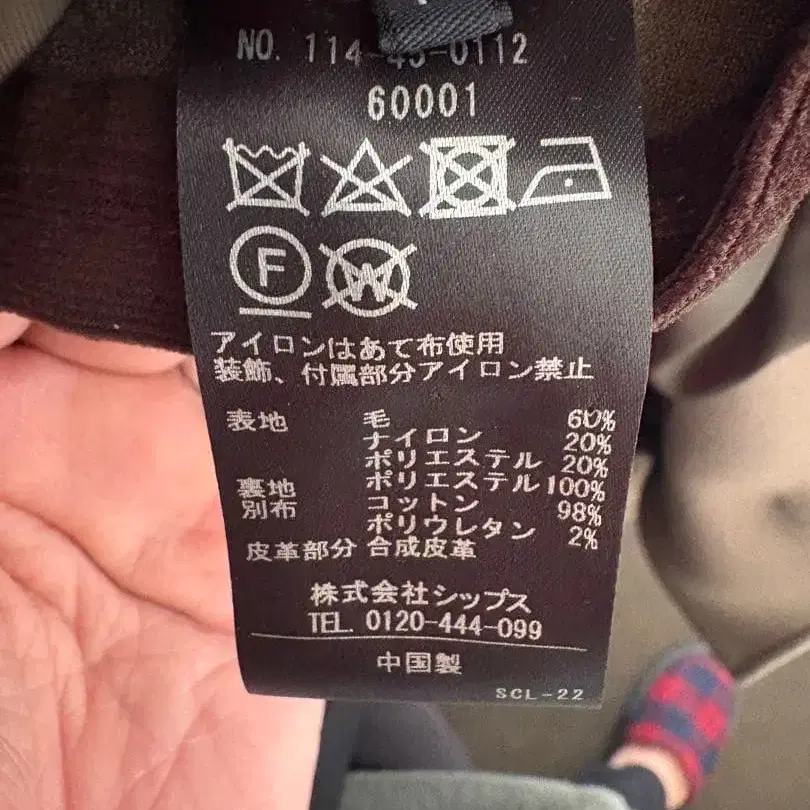 NO. 114-45-0112
60001
F
W
アイロンはあて布使用
装飾、付属部分アイロン禁止
表地 毛 60%
ナイロン 20%
ポリエステル 20%
裏地 ポリエステル 100%
別布 コットン 98%
ポリウレタン 2%
皮革部分 合成皮革
株式会社シップス
TEL. 0120-444-099
中国製
SCL-22